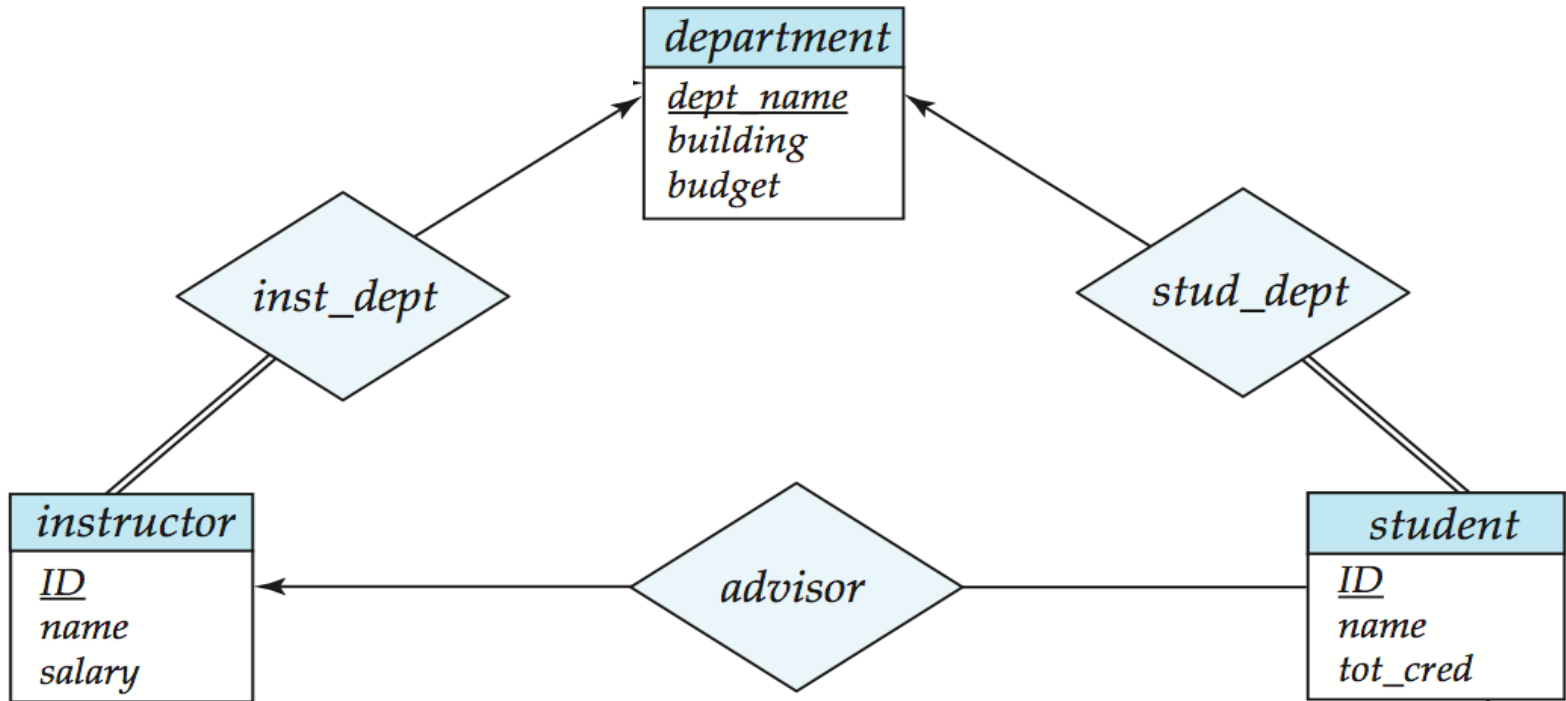 department
dept_name
building
budget
inst_dept
stud_dept
instructor
ID
name
salary
advisor
student
ID
name
tot_cred